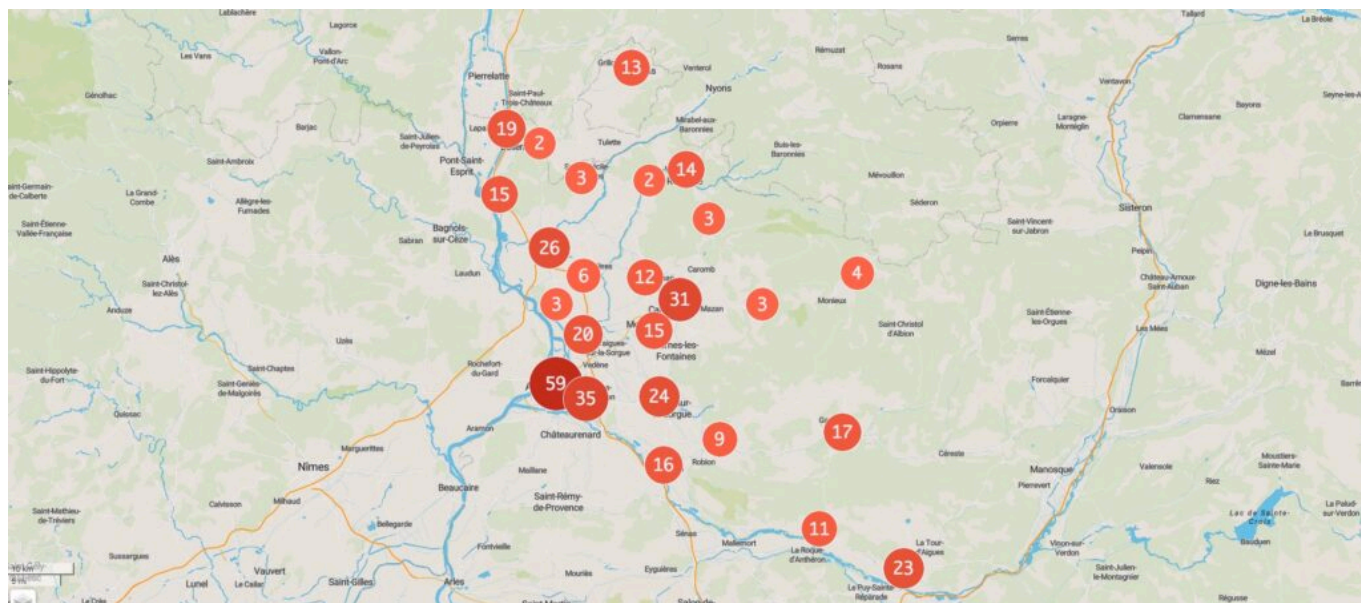 Lablachère
Lagorce
Tallard
La Bréole
Les Vans
Vallon-
Pont-d'Arc
Rémuzat
Serres
Rosans
13
Vanterul
Pierrelatte
Nyons
Ventavon
Génolhac
Saint-Paul-
Trois-Châteaux
Bayons
Barjac
Mirabel-aux-
Baronnies
Laragne-
Montéglin
Clamensane
Orpierre
19
Saint-Julien-
de-Peyrolas
2
Tulette
Buis-les-
Baronnies
Saint-Ambroix
Pont-Saint-
Esprit
14
Mévouillon
3
2
La Grand-
Combe
Allègre-les-
Fumades
15
Séderon
Sisteron
3
Saint-Vincent-
sur-Jabron
Saint-Étienne-
Vallée-Française
Bagnols-
sur-Cèze
Sabran
Le Brusquet
26
Peipin
Alès
Laudun
6
12
Caromb
4
Château-Arnoux-
Saint-Auban
Digne-les-Bains
Saint-Christol-
lez-Alès
3
31
Mazan
3
Monieux
Saint-Étienne-
les-Orgues
Anduze
20
15
Saint-Christol
d'Albion
Les Mées
Uzès
Vedène
Mézel
Rochefort-
du-Gard
Saint-Hippolyte-
du-Fort
Saint-Chaptes
Saint-Geniès-
de-Malgoirès
59
35
24
Forcalquier
Quissac
Oraison
Aramon
17
Châteaurenard
9
Marguerittes
Céreste
Robion
16
Nîmes
Maillane
Manosque
Valensole
Moustiers-
Sainte-Marie
Beaucaire
Pierrevert
Riez
Calvisson
Milhaud
Saint-Rémy-
de-Provence
Saint-Mathieu-
de-Tréviers
Bellegarde
11
Lac de Sainte-
Croix
La Palud-
sur-Verdon
Sénas
Mallemort
La Tour-
d'Aigues
Bauduen
Sussargues
Fontvieille
La Roque
d'Anthéron
Vinon-sur-
Verdon
Vauvert
Mouriès
Eyguières
23
Saint-Julien-
le-Montagnier
10 km
Lunel
Le Cailar
Saint-Gilles
Arles
Le Puy-Sainte-
Réparade
Régusse